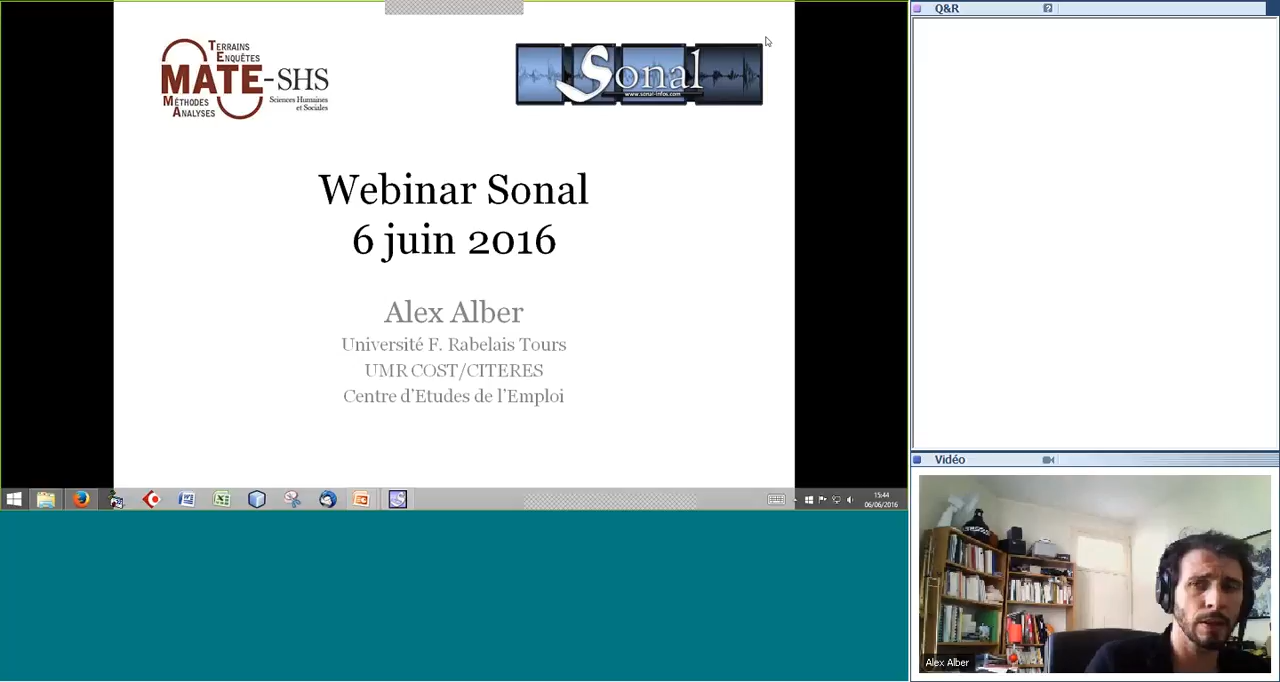 Q&R
TERRAINS
ENQUÊTES
MATE-SHS
Sciences Humaines
et Sociales
MÉTHODES
ANALYSES
Sonal
www.sonal-infos.com
Webinar Sonal
6 juin 2016
Alex Alber
Université F. Rabelais Tours
UMR COST/CITERES
Centre d'Etudes de l'Emploi
Vidéo
15:44
06/06/2016
Alex Alber